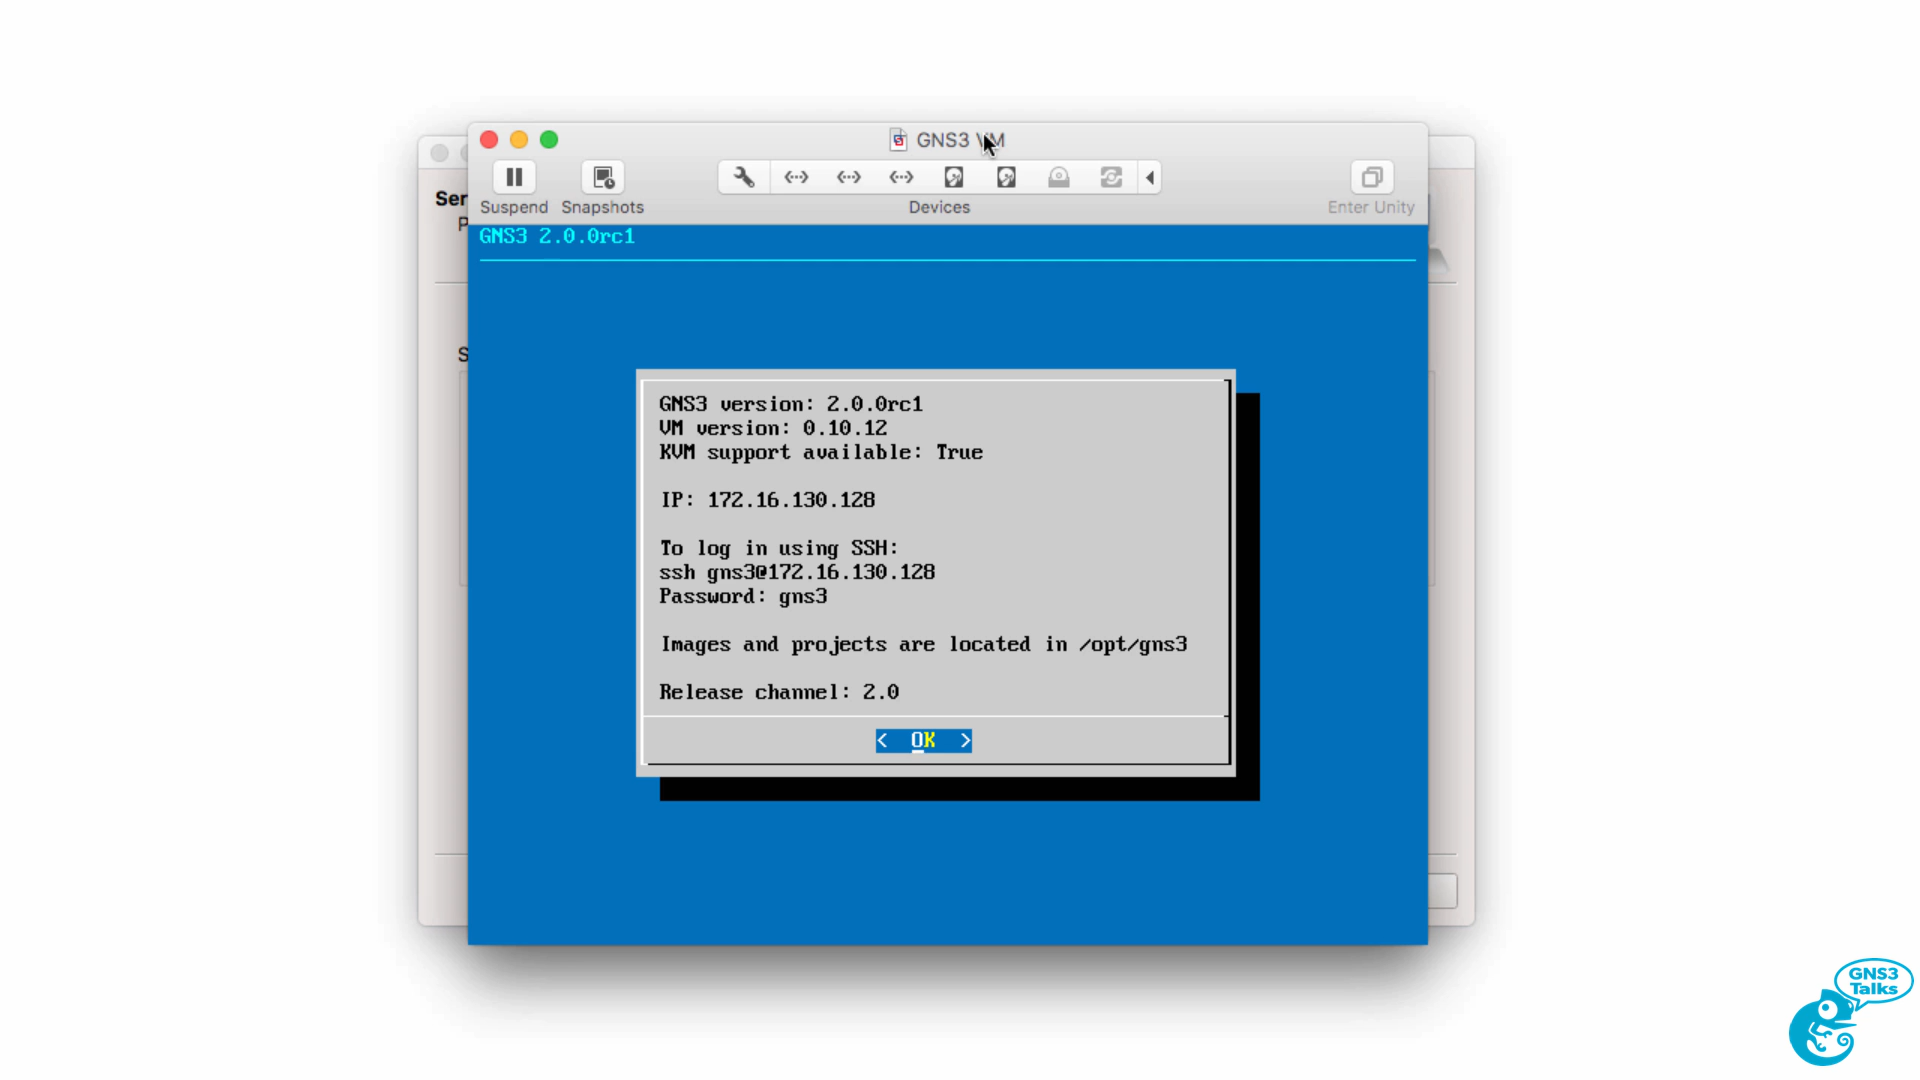 GNS3 VM
Suspend
Snapshots
Devices
Enter Unity
Ser
P
S
GNS3 2.0.0rc1
GNS3 version: 2.0.0rc1
VM version: 0.10.12
KVM support available: True
IP: 172.16.130.128
To log in using SSH:
ssh gns3@172.16.130.128
Password: gns3
Images and projects are located in /opt/gns3
Release channel: 2.0
< OK >
GNS3
Talks